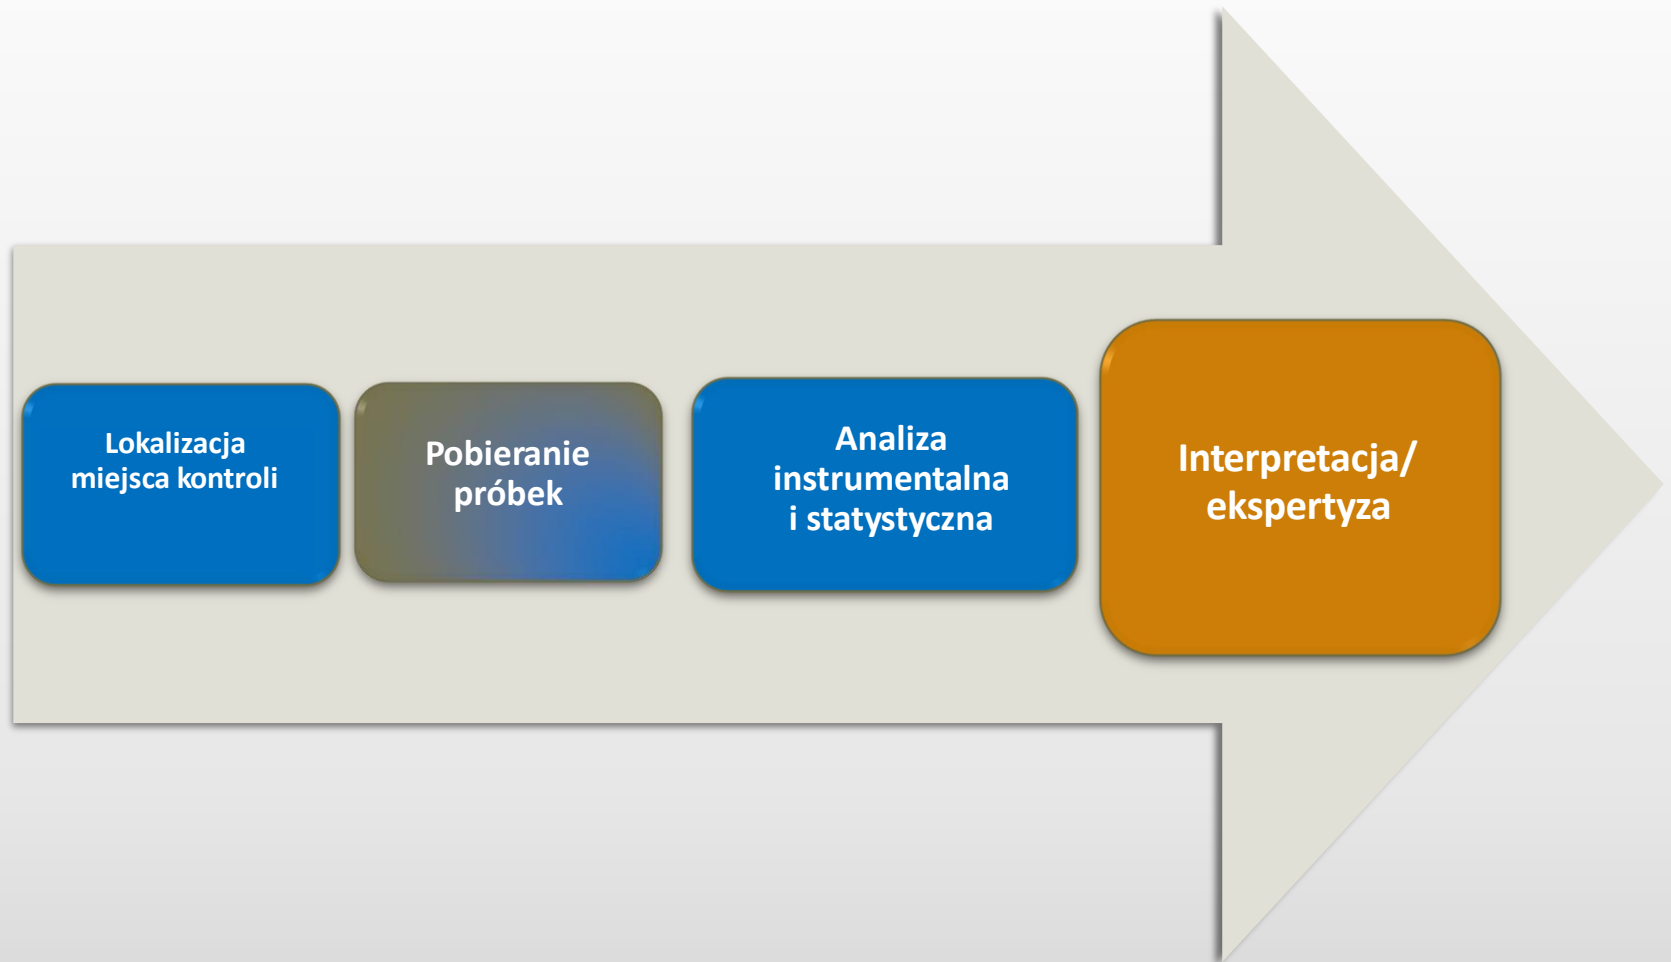 Lokalizacja
miejsca kontroli
Pobieranie
próbek
Analiza
instrumentalna
i statystyczna
Interpretacja/
ekspertyza